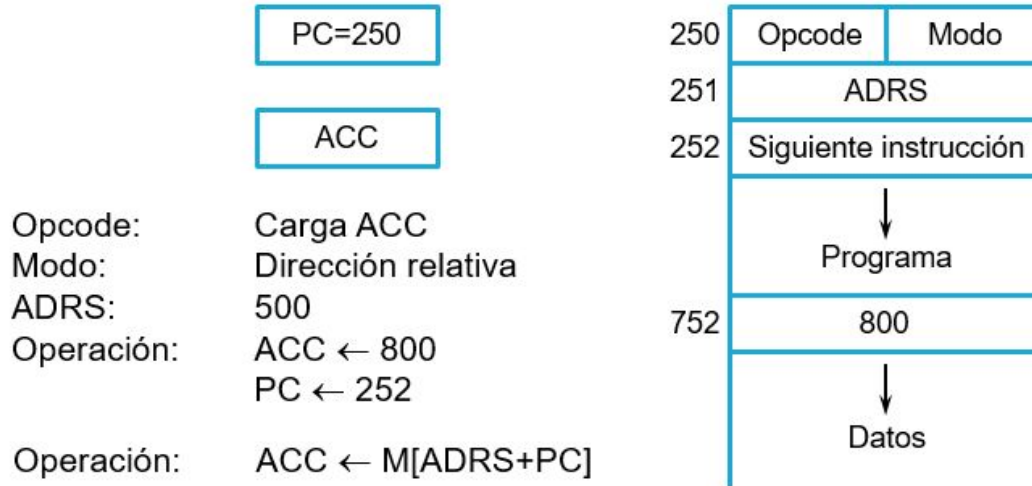 PC=250
ACC
Opcode: Carga ACC
Modo: Dirección relativa
ADRS: 500
Operación: ACC ← 800
PC ← 252
Operación: ACC ← M[ADRS+PC]
250 Opcode Modo
251 ADRS
252 Siguiente instrucción
Programa
752 800
Datos